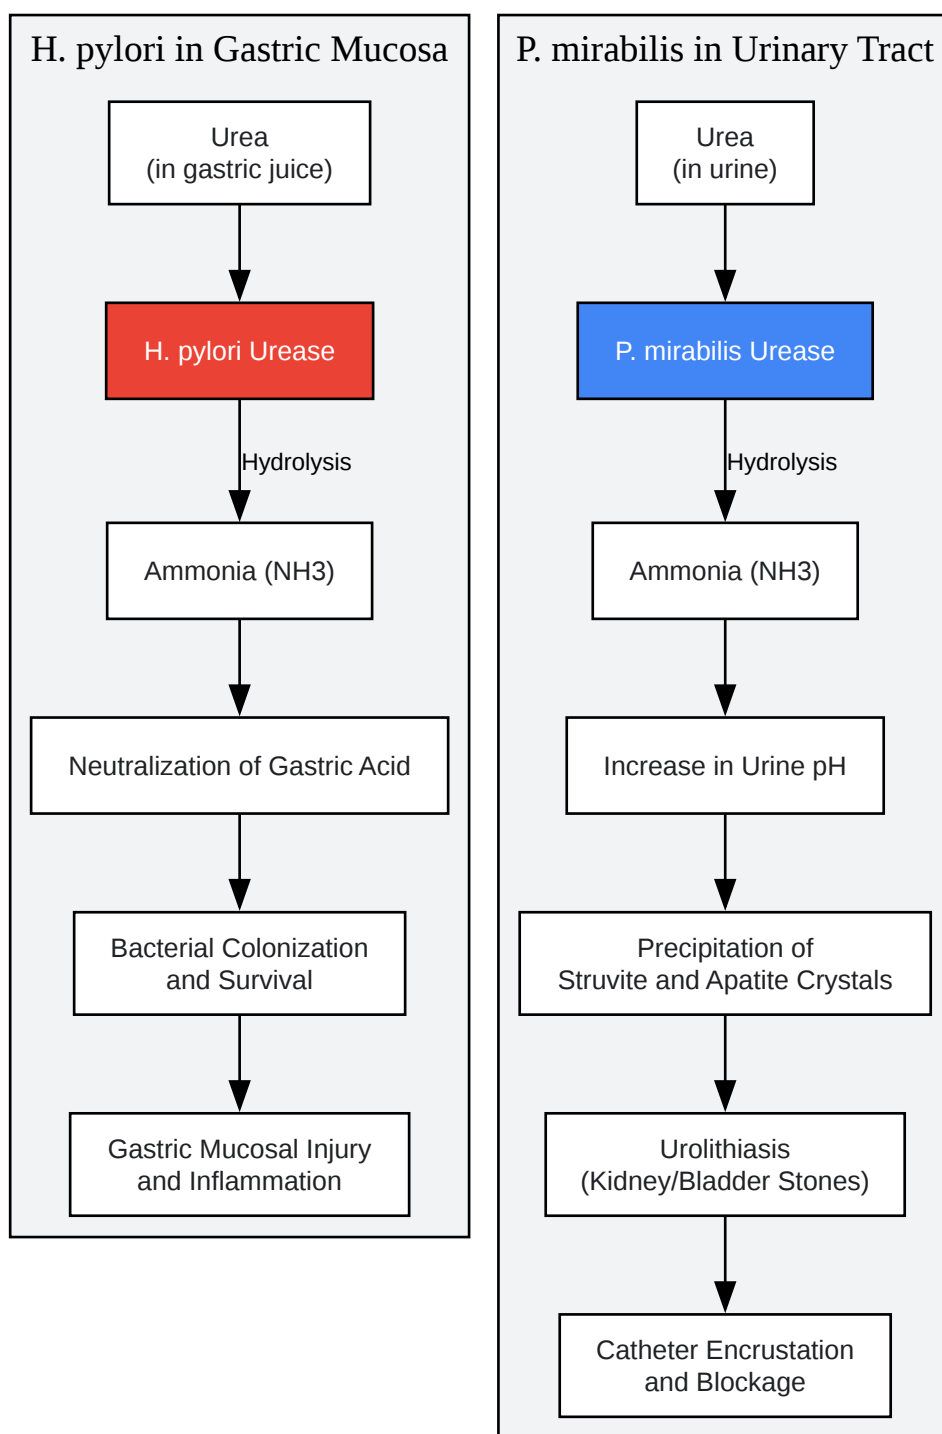 H. pylori in Gastric Mucosa
Urea
(in gastric juice)
H. pylori Urease
Hydrolysis
Ammonia (NH3)
Neutralization of Gastric Acid
Bacterial Colonization
and Survival
Gastric Mucosal Injury
and Inflammation
P. mirabilis in Urinary Tract
Urea
(in urine)
P. mirabilis Urease
Hydrolysis
Ammonia (NH3)
Increase in Urine pH
Precipitation of
Struvite and Apatite Crystals
Urolithiasis
(Kidney/Bladder Stones)
Catheter Encrustation
and Blockage